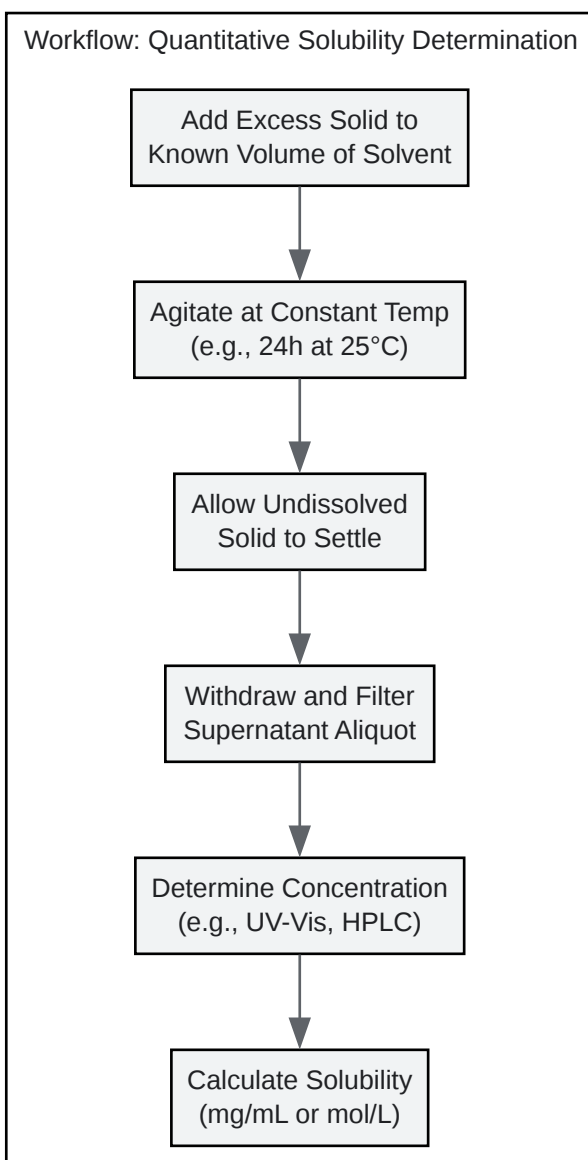 Workflow: Quantitative Solubility Determination
Add Excess Solid to
Known Volume of Solvent
Agitate at Constant Temp
(e.g., 24h at 25°C)
Allow Undissolved
Solid to Settle
Withdraw and Filter
Supernatant Aliquot
Determine Concentration
(e.g., UV-Vis, HPLC)
Calculate Solubility
(mg/mL or mol/L)